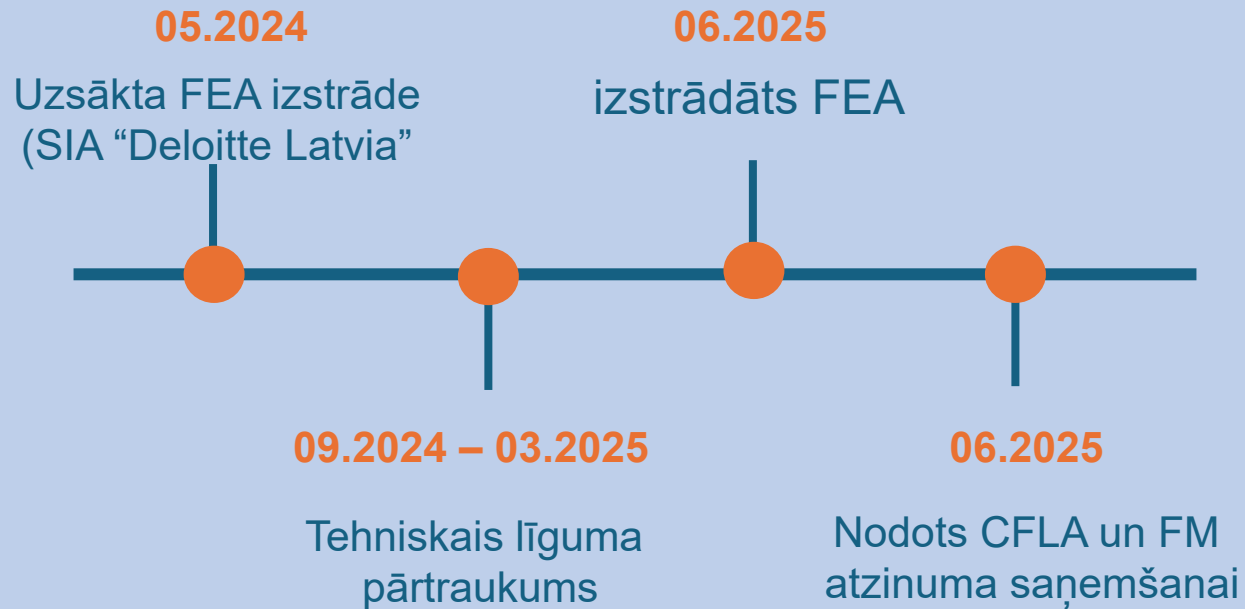 05.2024
Uzsākta FEA izstrāde
(SIA “Deloitte Latvia”
06.2025
izstrādāts FEA
09.2024 – 03.2025
Tehniskais līguma
pārtraukums
06.2025
Nodots CFLA un FM
atzinuma saņemšanai